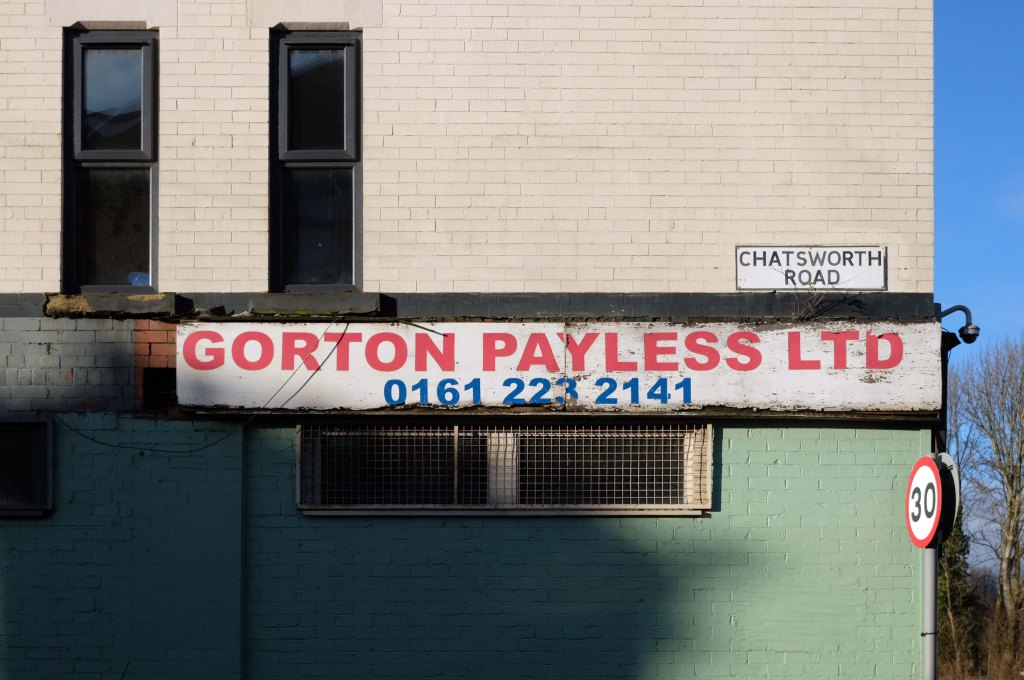 CHATSWORTH
ROAD
GORTON PAYLESS LTD
0161 223 2141
30